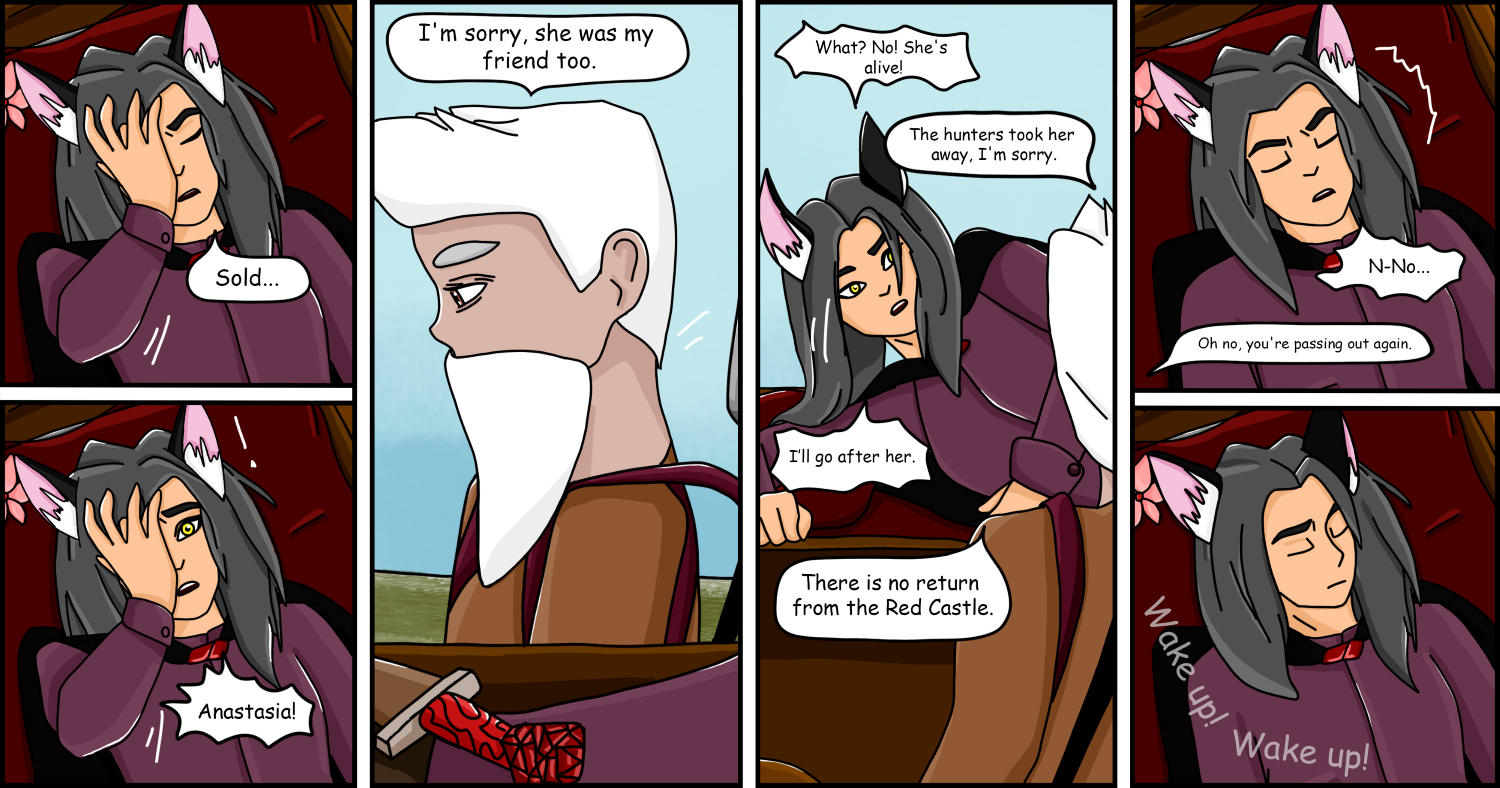 Sold...
Anastasia!
I'm sorry, she was my
friend too.
What? No! She's
alive!
The hunters took her
away, I'm sorry.
I'll go after her.
There is no return
from the Red Castle.
N-No...
Oh no, you're passing out again.
Wake up!
Wake up!